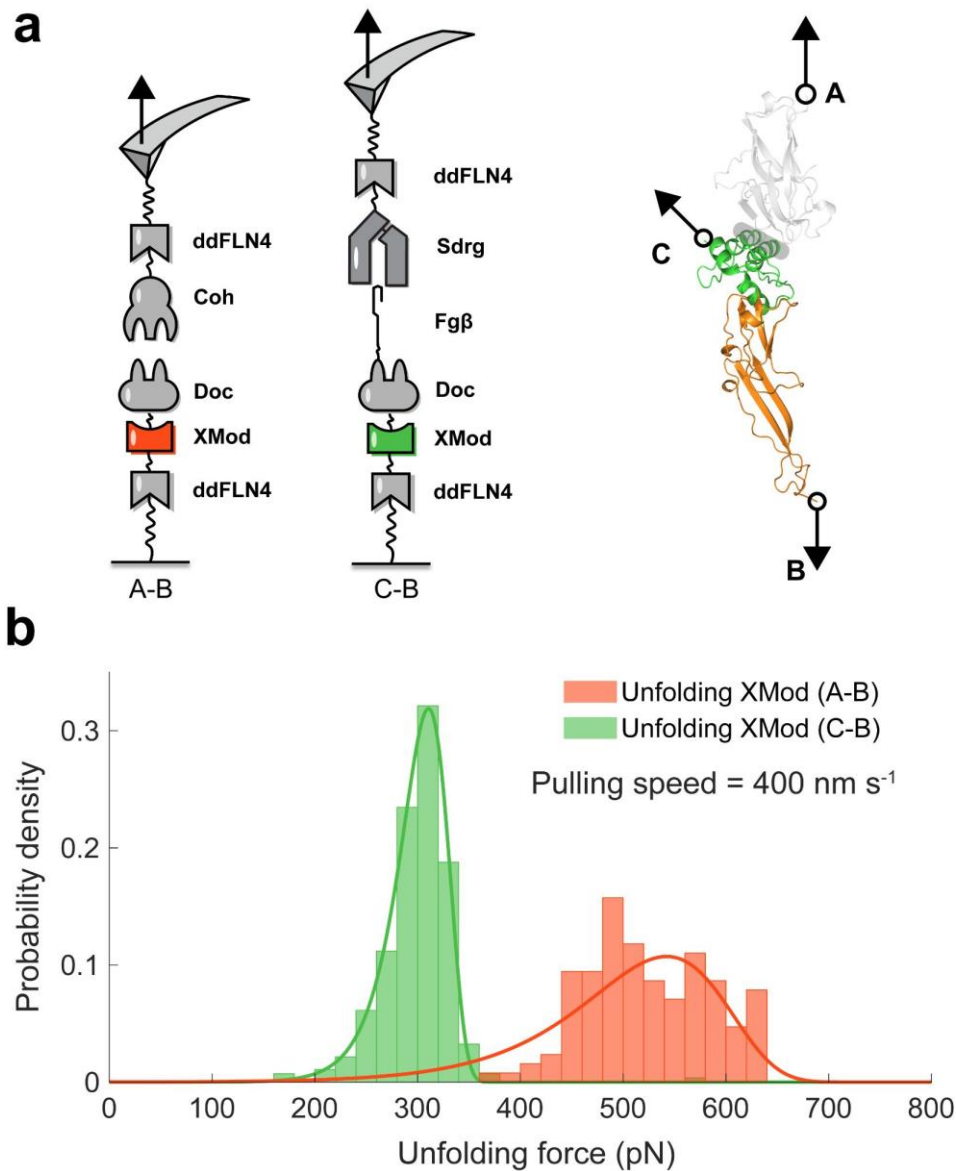 a
ddFLN4
Coh
Doc
XMod
ddFLN4
A-B
ddFLN4
Sdrg
Fgβ
Doc
XMod
ddFLN4
C-B
A
C
B
b
Unfolding XMod (A-B)
Unfolding XMod (C-B)
Pulling speed = 400 nm s⁻¹
Probability density
0.3
0.2
0.1
0
0 100 200 300 400 500 600 700 800
Unfolding force (pN)